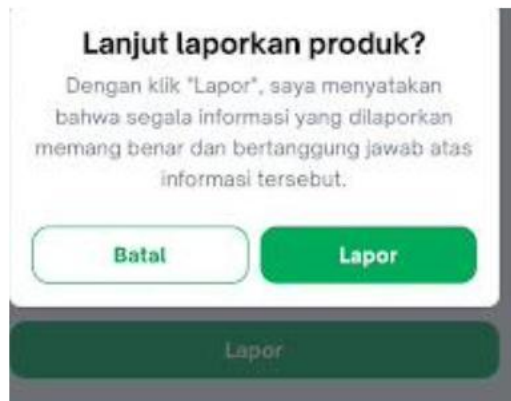 Lanjut laporkan produk?
Dengan klik "Lapor", saya menyatakan
bahwa segala informasi yang dilaporkan
memang benar dan bertanggung jawab atas
informasi tersebut.
Batal
Lapor
Lapor